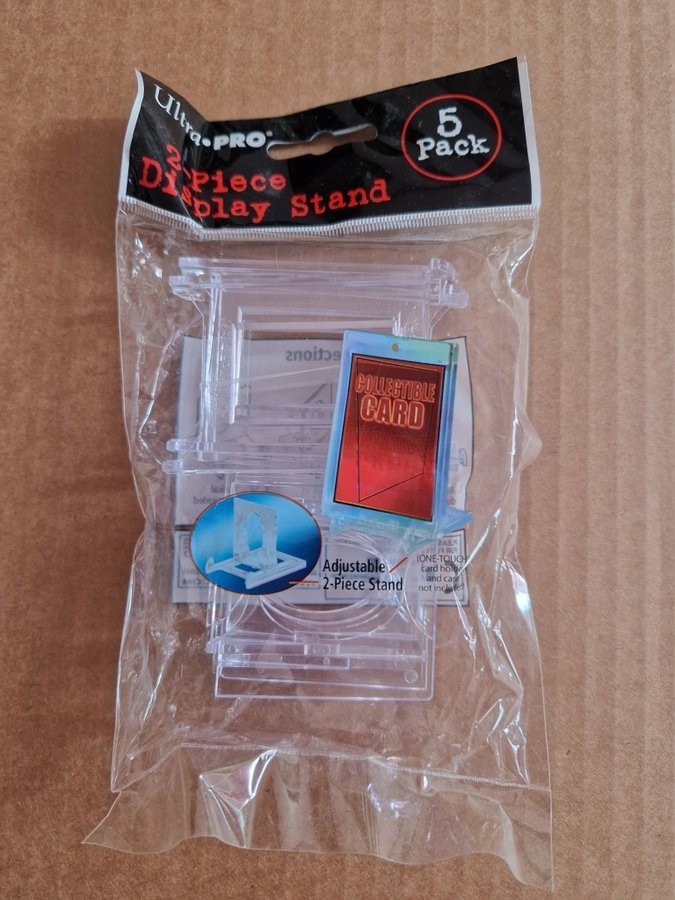 Ultra•PRO®
5
Pack
2-Piece
Display Stand
COLLECTIBLE
CARD
Adjustable
2-Piece Stand
(ONE-TOUCH
card holder
and card
not included